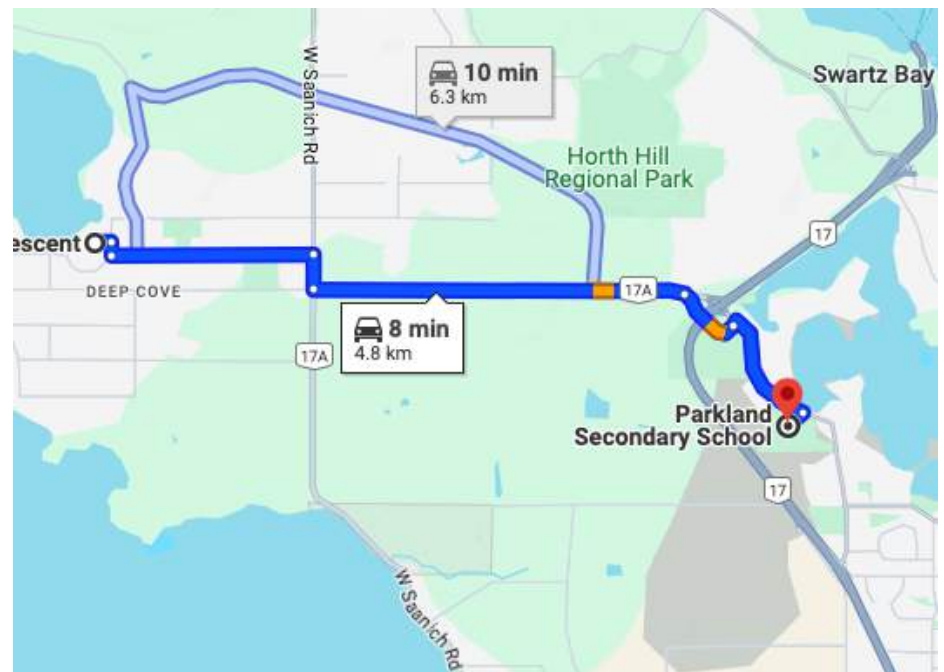 W Saanich Rd
10 min
6.3 km
Swartz Bay
Horth Hill
Regional Park
17
escent
DEEP COVE
17A
8 min
4.8 km
17A
Parkland
Secondary School
17
W Saanich Rd